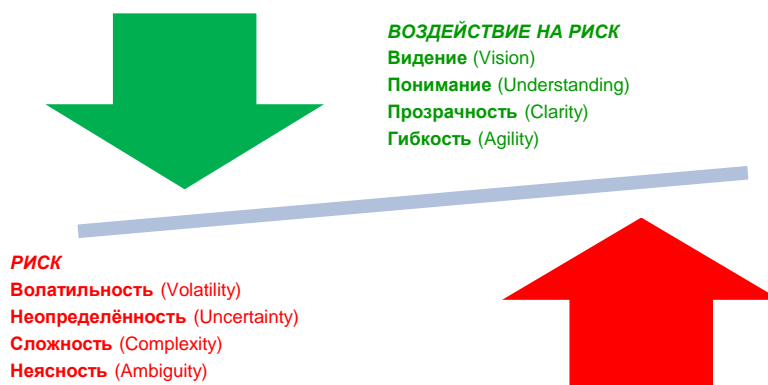 ВОЗДЕЙСТВИЕ НА РИСК
Видение (Vision)
Понимание (Understanding)
Прозрачность (Clarity)
Гибкость (Agility)
РИСК
Волатильность (Volatility)
Неопределённость (Uncertainty)
Сложность (Complexity)
Неясность (Ambiguity)